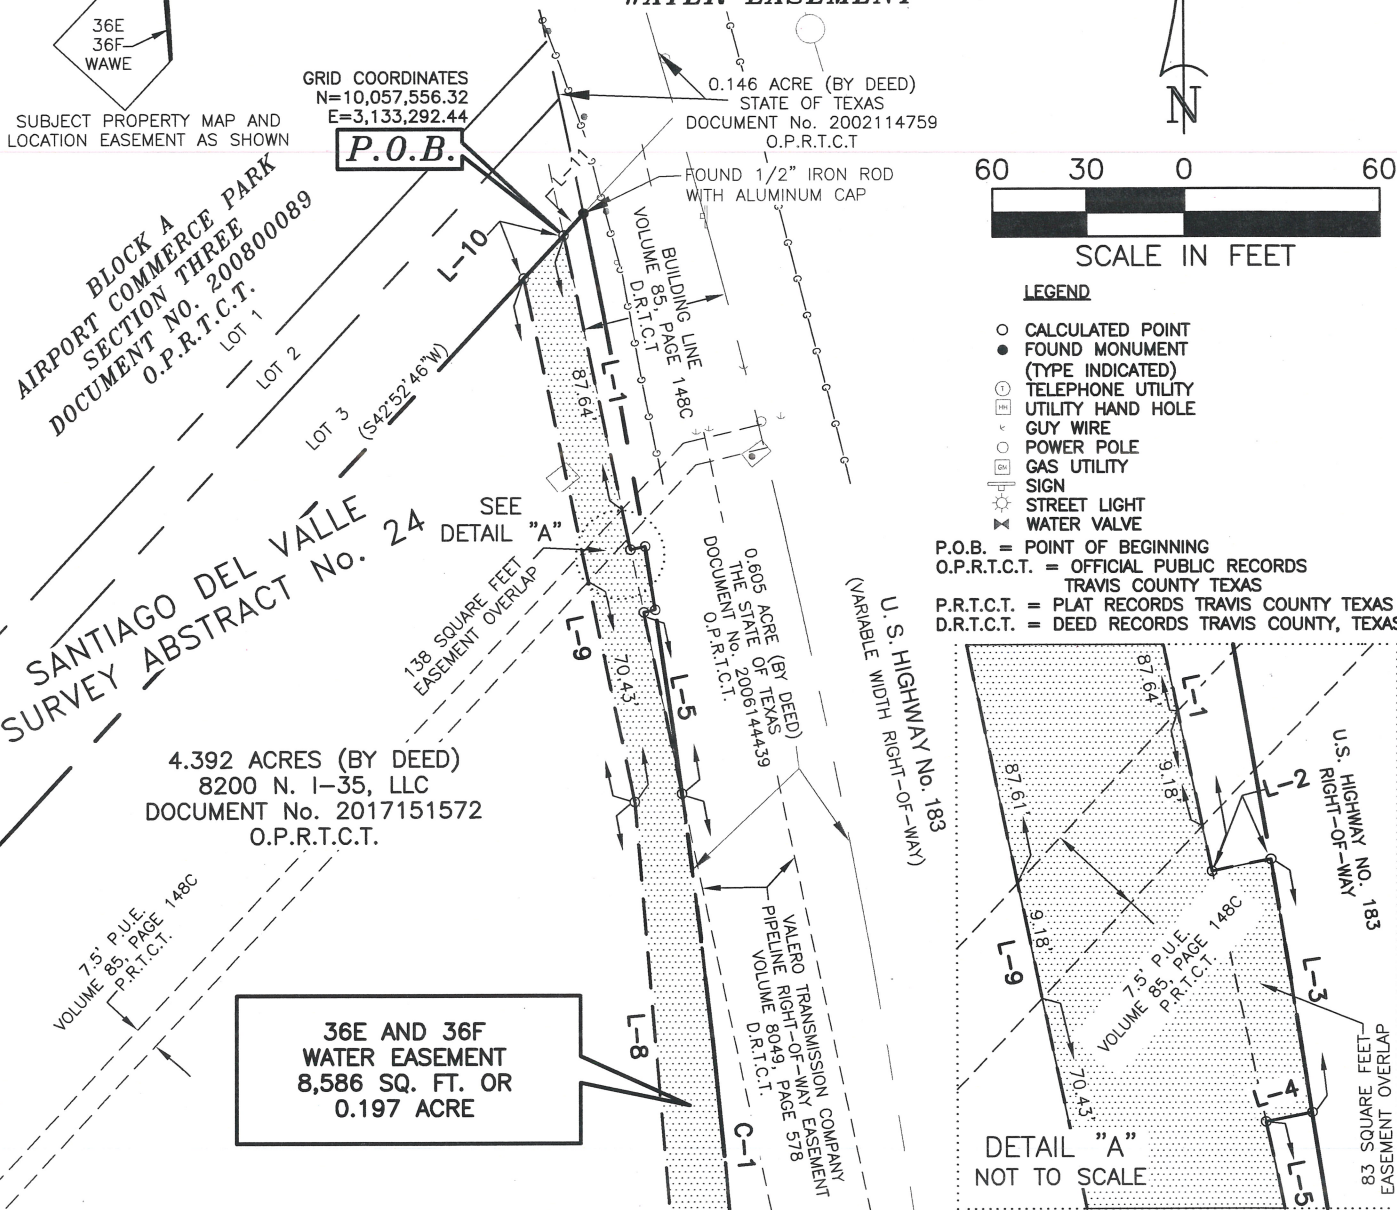 WATER EASEMENT
36E
36F
WAWE
SUBJECT PROPERTY MAP AND
LOCATION EASEMENT AS SHOWN
GRID COORDINATES
N=10,057,556.32
E=3,133,292.44
P.O.B.
0.146 ACRE (BY DEED)
STATE OF TEXAS
DOCUMENT No. 2002114759
O.P.R.T.C.T
FOUND 1/2" IRON ROD
WITH ALUMINUM CAP
N
60 30 0 60
SCALE IN FEET
BLOCK A
AIRPORT COMMERCE PARK
SECTION THREE
DOCUMENT NO. 200800089
O.P.R.T.C.T.
LOT 1
LOT 2
LOT 3
(S42°52'46"W)
L-10
L-11
BUILDING LINE
VOLUME 85, PAGE 148C
D.R.T.C.T
L-1
87.64'
LEGEND
CALCULATED POINT
FOUND MONUMENT
(TYPE INDICATED)
T TELEPHONE UTILITY
HH UTILITY HAND HOLE
GUY WIRE
POWER POLE
GM GAS UTILITY
SIGN
STREET LIGHT
WATER VALVE
P.O.B. = POINT OF BEGINNING
O.P.R.T.C.T. = OFFICIAL PUBLIC RECORDS
TRAVIS COUNTY TEXAS
P.R.T.C.T. = PLAT RECORDS TRAVIS COUNTY TEXAS
D.R.T.C.T. = DEED RECORDS TRAVIS COUNTY, TEXAS
SANTIAGO DEL VALLE
SURVEY ABSTRACT No. 24
SEE
DETAIL "A"
138 SQUARE FEET
EASEMENT OVERLAP
L-9
70.43'
L-5
0.605 ACRE (BY DEED)
THE STATE OF TEXAS
DOCUMENT No. 2006144439
O.P.R.T.C.T.
U. S. HIGHWAY No. 183
(VARIABLE WIDTH RIGHT-OF-WAY)
4.392 ACRES (BY DEED)
8200 N. I-35, LLC
DOCUMENT No. 2017151572
O.P.R.T.C.T.
7.5' P.U.E.
VOLUME 85, PAGE 148C
P.R.T.C.T.
36E AND 36F
WATER EASEMENT
8,586 SQ. FT. OR
0.197 ACRE
L-8
C-1
VALERO TRANSMISSION COMPANY
PIPELINE RIGHT-OF-WAY EASEMENT
VOLUME 8049, PAGE 578
D.R.T.C.T.
87.64'
L-1
9.18'
L-2
U.S. HIGHWAY NO. 183
RIGHT-OF-WAY
87.61'
9.18'
L-9
7.5' P.U.E.
VOLUME 85, PAGE 148C
P.R.T.C.T.
L-3
70.43'
L-4
L-5
83 SQUARE FEET
EASEMENT OVERLAP
DETAIL "A"
NOT TO SCALE